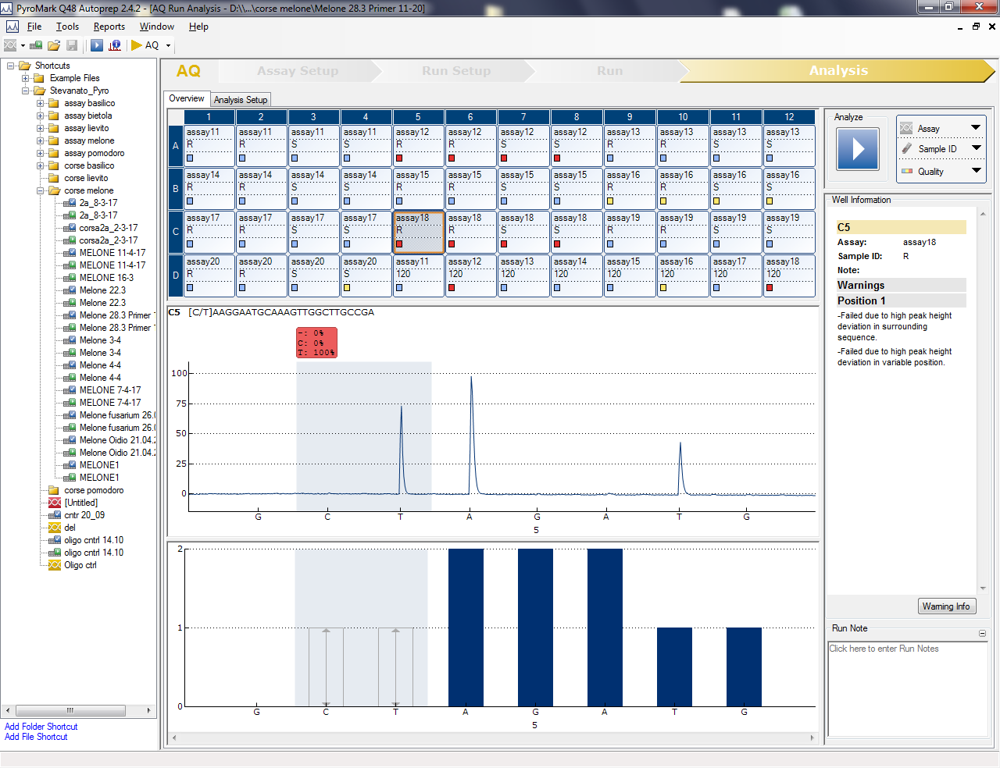 PyroMark Q48 Autoprep 2.4.2 - [AQ Run Analysis - D:\\...\corse melone\Melone 28.3 Primer 11-20]
File Tools Reports Window Help
AQ
Shortcuts
Example Files
Stevanato_Pyro
assay basilico
assay bietola
assay lievito
assay melone
assay pomodoro
corse basilico
corse lievito
corse melone
2a_8-3-17
2a_8-3-17
corsa2a_2-3-17
corsa2a_2-3-17
MELONE 11-4-17
MELONE 11-4-17
MELONE 16-3
Melone 22.3
Melone 22.3
Melone 28.3 Primer
Melone 28.3 Primer
Melone 3-4
Melone 3-4
Melone 4-4
Melone 4-4
MELONE 7-4-17
MELONE 7-4-17
Melone fusarium 26.
Melone fusarium 26.
Melone Oidio 21.04.2
Melone Oidio 21.04.2
MELONE1
MELONE1
corse pomodoro
[Untitled]
cntr 20_09
del
oligo cntrl 14.10
oligo cntrl 14.10
Oligo ctrl
Add Folder Shortcut
Add File Shortcut
AQ Assay Setup Run Setup Run Analysis
Overview Analysis Setup
1 2 3 4 5 6 7 8 9 10 11 12
assay11 assay11 assay11 assay11 assay12 assay12 assay12 assay12 assay13 assay13 assay13 assay13
A R R S S R R S S R R S S
assay14 assay14 assay14 assay14 assay15 assay15 assay15 assay15 assay16 assay16 assay16 assay16
B R R S S R R S S R R S S
assay17 assay17 assay17 assay17 assay18 assay18 assay18 assay18 assay19 assay19 assay19 assay19
C R R S S R R S S R R S S
assay20 assay20 assay20 assay20 assay11 assay12 assay13 assay14 assay15 assay16 assay17 assay18
D R R S S 120 120 120 120 120 120 120 120
C5 [C/T]AAGGAATGCAAAGTTGGCTTGCCGA
-: 0%
C: 0%
T: 100%
100
75
50
25
0
G C T A G A T G
5
2
1
0
G C T A G A T G
5
Analyze
Assay
Sample ID
Quality
Well Information
C5
Assay: assay18
Sample ID: R
Note:
Warnings
Position 1
-Failed due to high peak height
deviation in surrounding
sequence.
-Failed due to high peak height
deviation in variable position.
Warning Info
Run Note
Click here to enter Run Notes